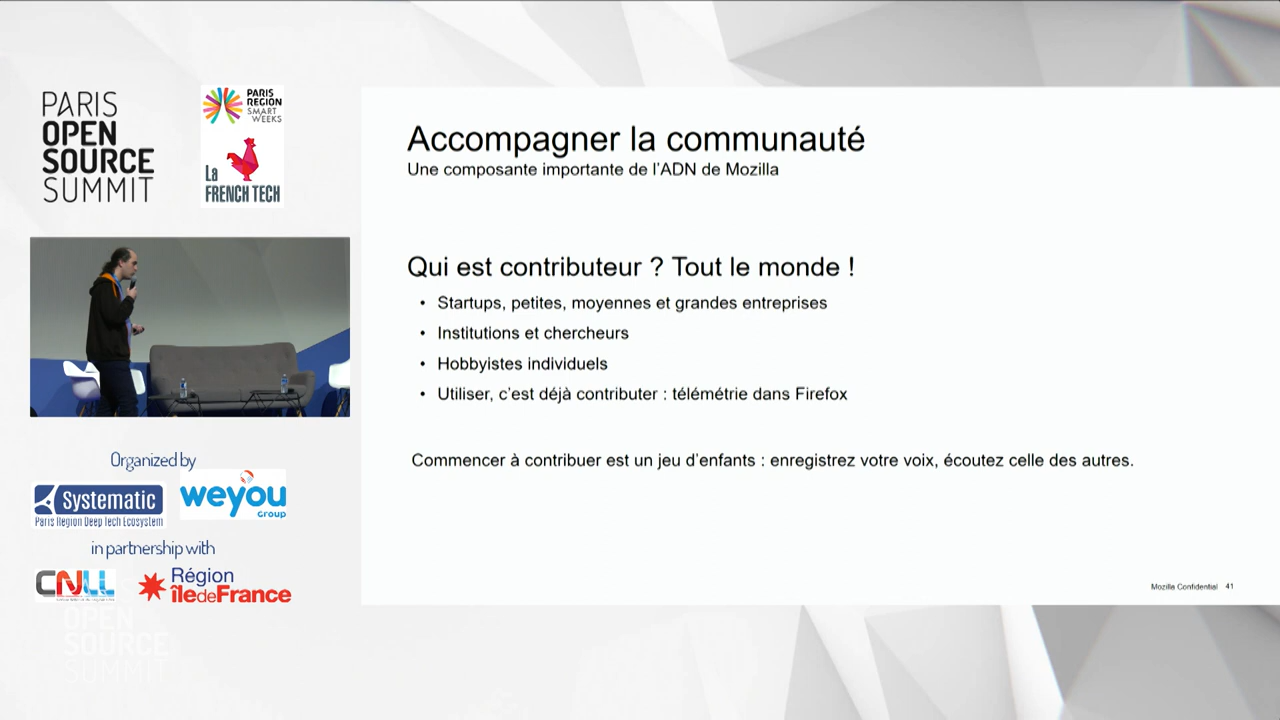 PARIS
OPEN
SOURCE
SUMMIT
PARIS
REGION
SMART
WEEKS
La
FRENCH TECH
Accompagner la communauté
Une composante importante de l'ADN de Mozilla
Qui est contributeur ? Tout le monde !
• Startups, petites, moyennes et grandes entreprises
• Institutions et chercheurs
• Hobbyistes individuels
• Utiliser, c'est déjà contribuer : télémétrie dans Firefox
Commencer à contribuer est un jeu d'enfants : enregistrez votre voix, écoutez celle des autres.
Mozilla Confidential 41
Organized by
Systematic
Paris Region Deep Tech Ecosystem
weyou
GROUP
in partnership with
CNLL
Région
îledeFrance
OPEN
SOURCE
SUMMIT